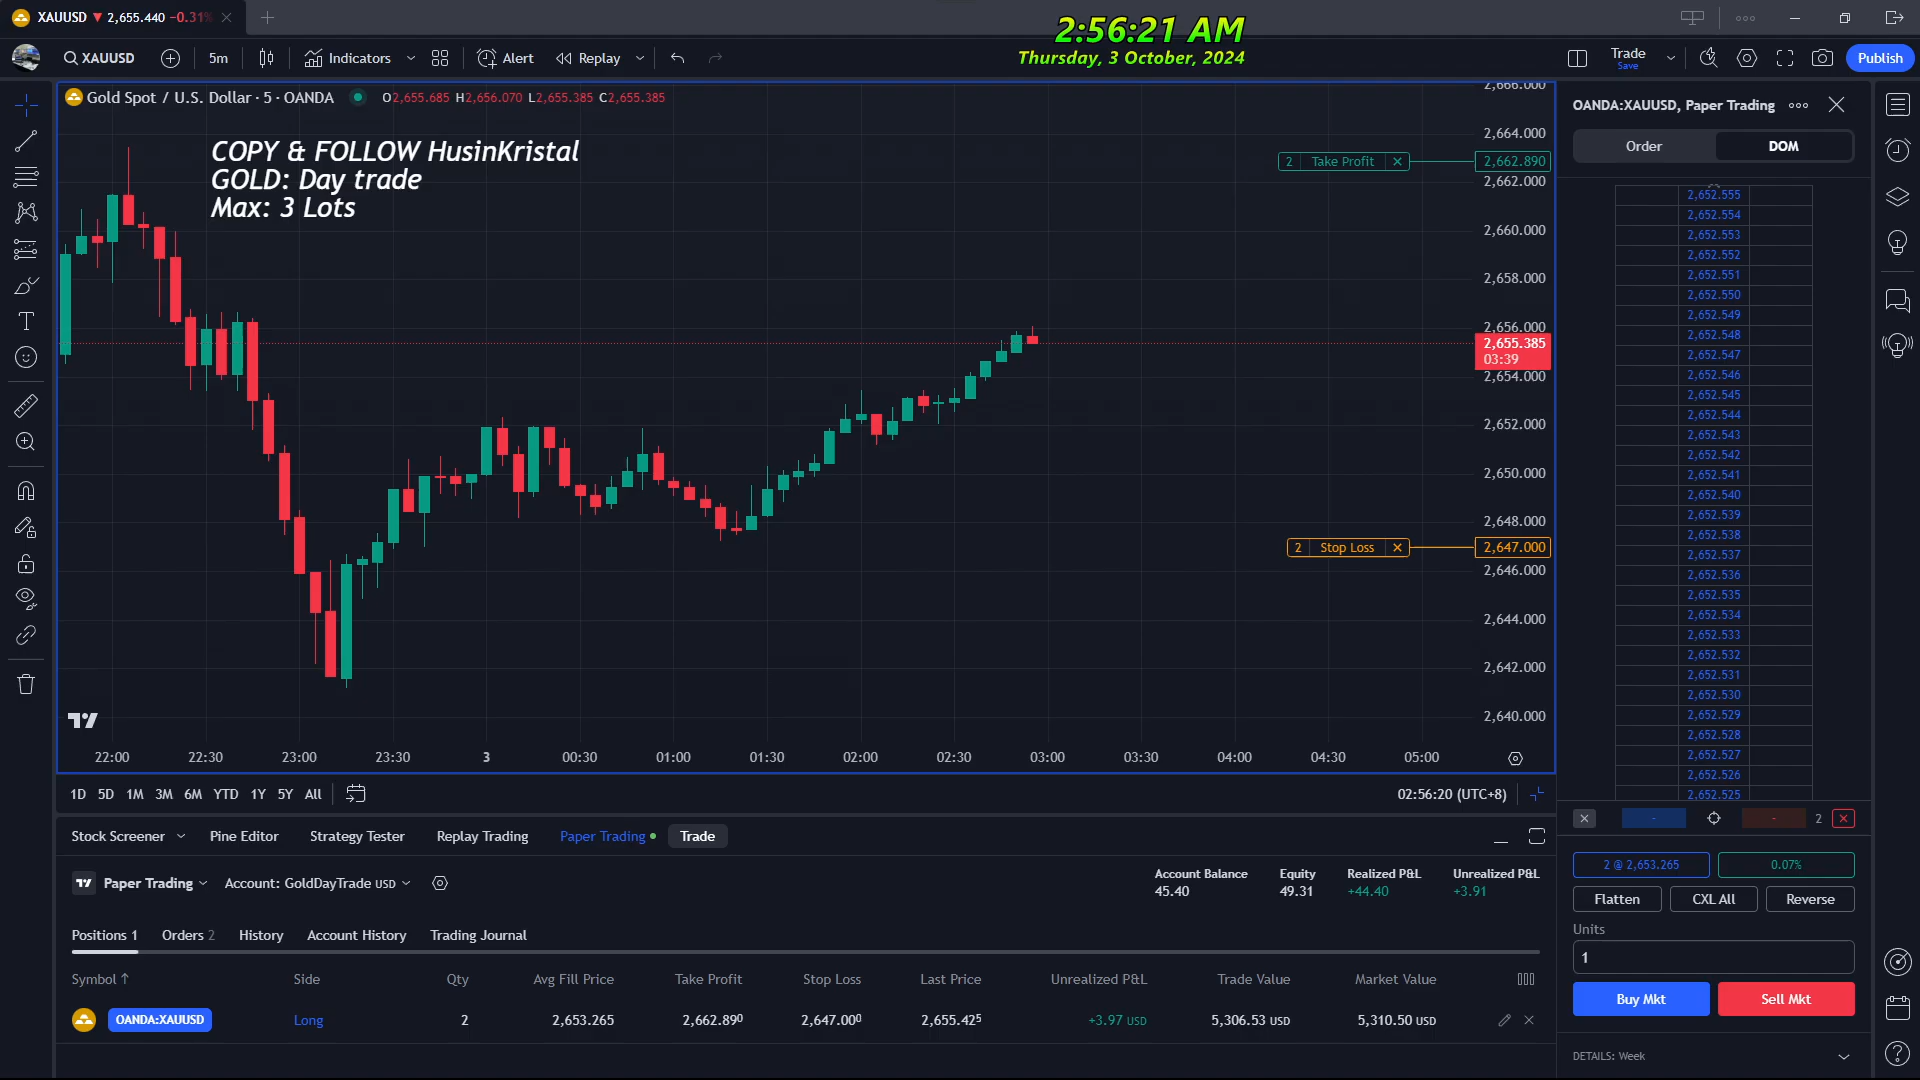 XAUUSD ▼ 2,655.440 −0.31%
2:56:21 AM
Thursday, 3 October, 2024
XAUUSD
5m
Indicators
Alert
Replay
Trade
Save
Publish
Gold Spot / U.S. Dollar · 5 · OANDA
O2,655.685 H2,656.070 L2,655.385 C2,655.385
COPY & FOLLOW HusinKristal
GOLD: Day trade
Max: 3 Lots
2,666.000
2,664.000
2 Take Profit
2,662.890
2,662.000
2,660.000
2,658.000
2,656.000
2,655.385
03:39
2,654.000
2,652.000
2,650.000
2,648.000
2 Stop Loss
2,647.000
2,646.000
2,644.000
2,642.000
2,640.000
22:00 22:30 23:00 23:30 3 00:30 01:00 01:30 02:00 02:30 03:00 03:30 04:00 04:30 05:00
1D 5D 1M 3M 6M YTD 1Y 5Y All
02:56:20 (UTC+8)
OANDA:XAUUSD, Paper Trading
Order DOM
2,652.555
2,652.554
2,652.553
2,652.552
2,652.551
2,652.550
2,652.549
2,652.548
2,652.547
2,652.546
2,652.545
2,652.544
2,652.543
2,652.542
2,652.541
2,652.540
2,652.539
2,652.538
2,652.537
2,652.536
2,652.535
2,652.534
2,652.533
2,652.532
2,652.531
2,652.530
2,652.529
2,652.528
2,652.527
2,652.526
2,652.525
- - 2
2 @ 2,653.265 0.07%
Flatten CXL All Reverse
Units
1
Buy Mkt Sell Mkt
DETAILS: Week
Stock Screener Pine Editor Strategy Tester Replay Trading Paper Trading Trade
Paper Trading Account: GoldDayTrade USD
Account Balance Equity Realized P&L Unrealized P&L
45.40 49.31 +44.40 +3.91
Positions 1 Orders 2 History Account History Trading Journal
Symbol ↑ Side Qty Avg Fill Price Take Profit Stop Loss Last Price Unrealized P&L Trade Value Market Value
OANDA:XAUUSD Long 2 2,653.265 2,662.890 2,647.000 2,655.425 +3.97 USD 5,306.53 USD 5,310.50 USD